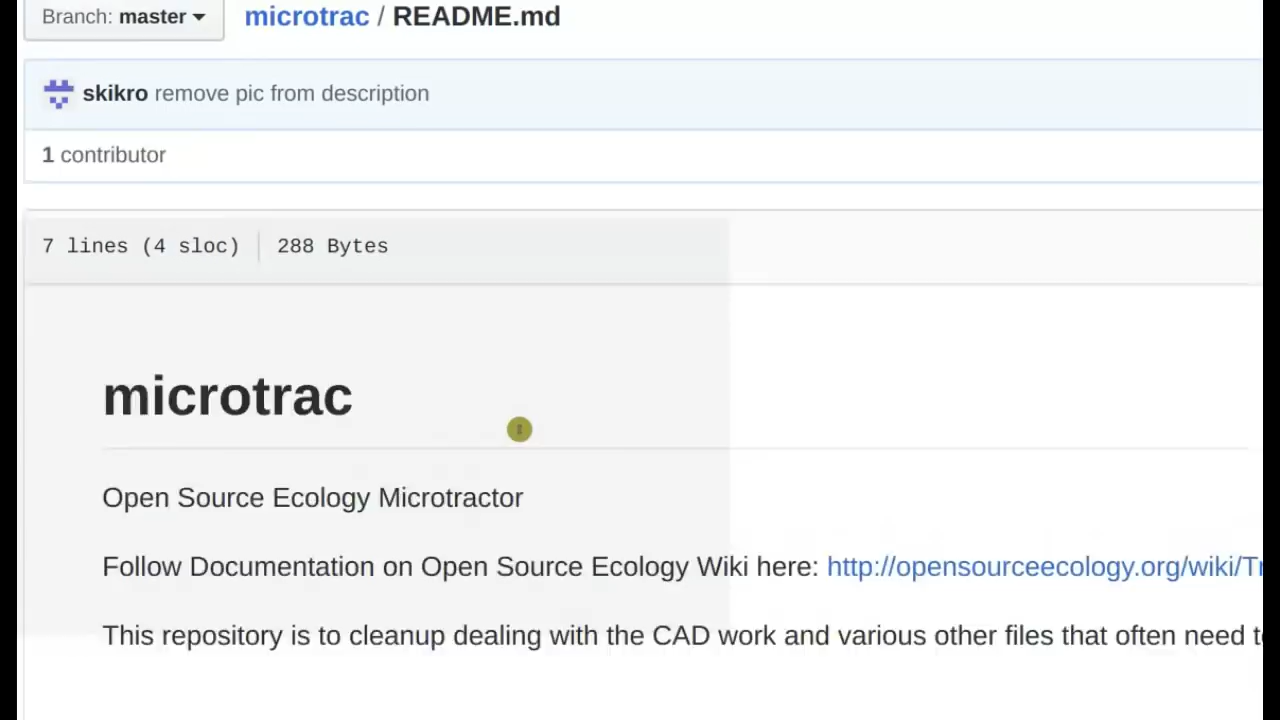 Branch: master
microtrac / README.md
skikro remove pic from description
1 contributor
7 lines (4 sloc) 288 Bytes
microtrac
Open Source Ecology Microtractor
Follow Documentation on Open Source Ecology Wiki here: http://opensourceecology.org/wiki/
This repository is to cleanup dealing with the CAD work and various other files that often need